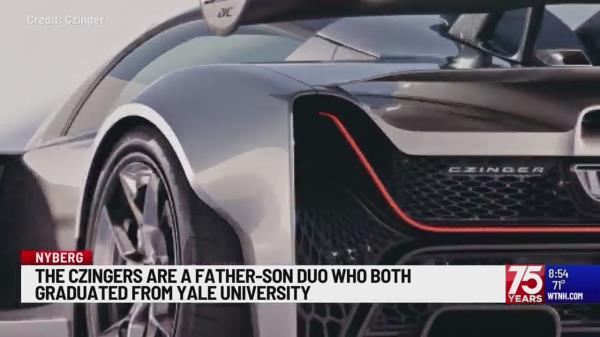 Credit: Czinger
CZINGER
NYBERG
THE CZINGERS ARE A FATHER-SON DUO WHO BOTH
GRADUATED FROM YALE UNIVERSITY
75
YEARS
8:54
71°
WTNH.COM